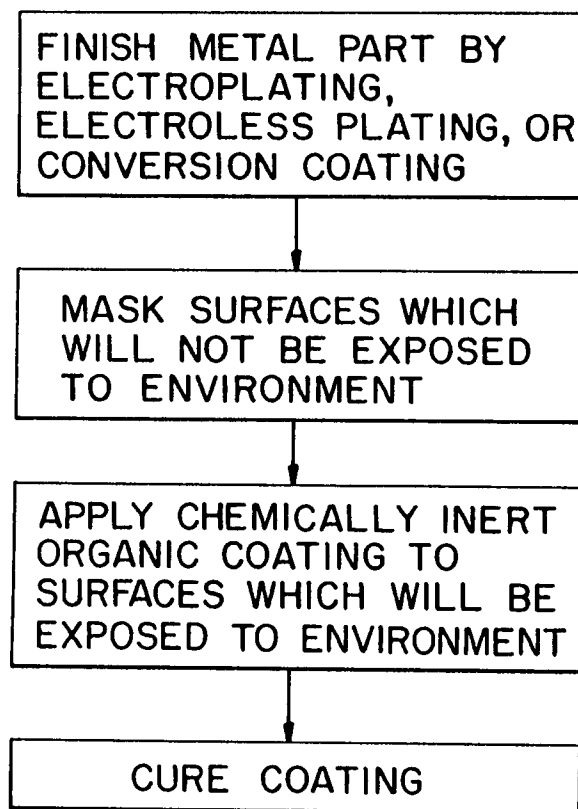 FINISH METAL PART BY
ELECTROPLATING,
ELECTROLESS PLATING, OR
CONVERSION COATING
MASK SURFACES WHICH
WILL NOT BE EXPOSED
TO ENVIRONMENT
APPLY CHEMICALLY INERT
ORGANIC COATING TO
SURFACES WHICH WILL BE
EXPOSED TO ENVIRONMENT
CURE COATING